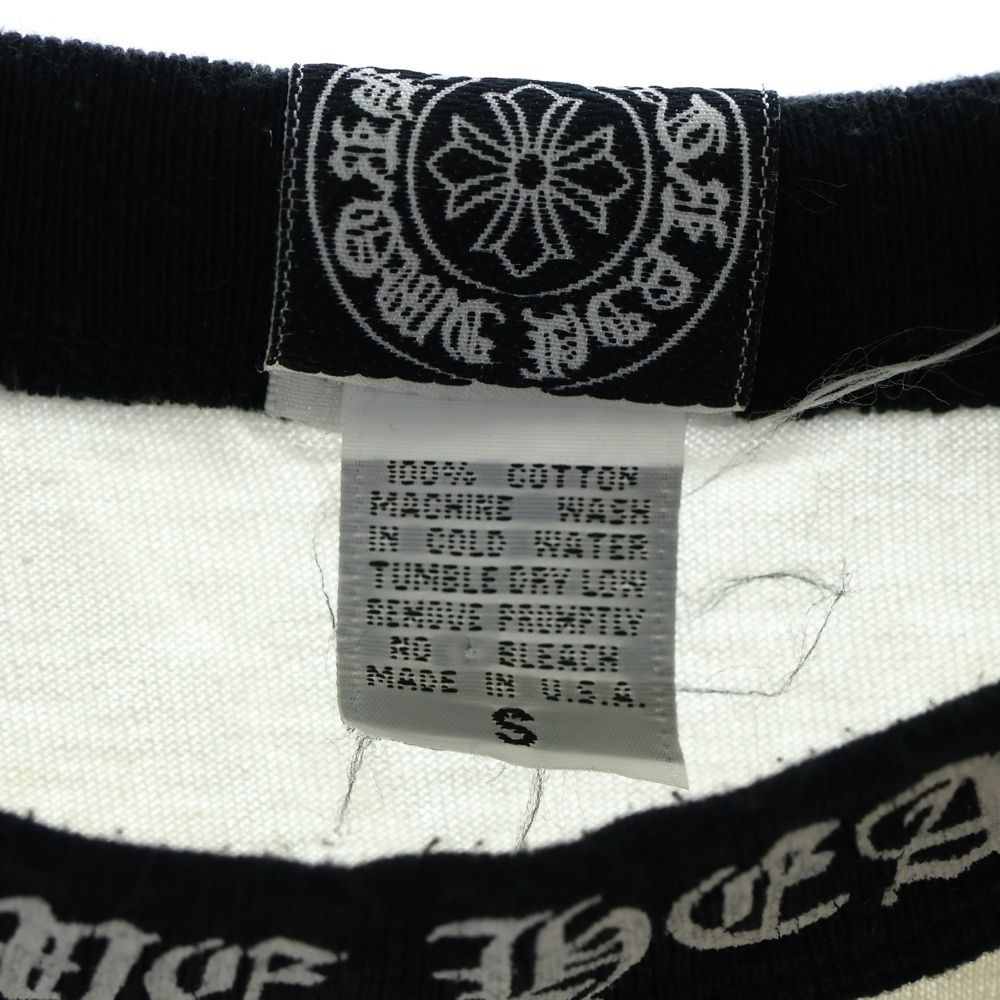 100% COTTON
MACHINE WASH
IN COLD WATER
TUMBLE DRY LOW
REMOVE PROMPTLY
NO BLEACH
MADE IN U.S.A.
S